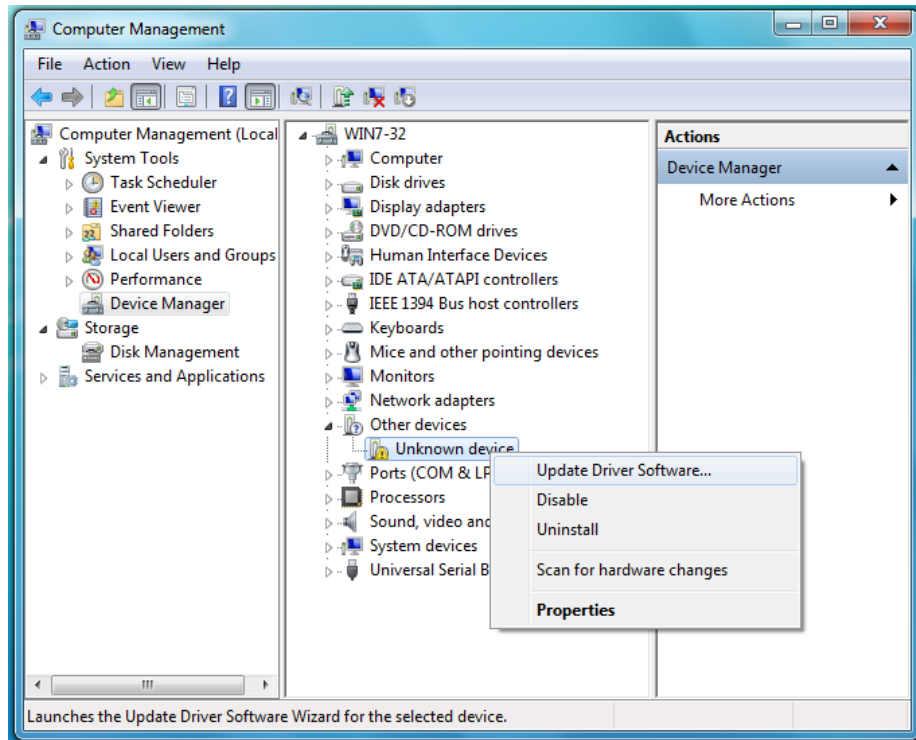 Computer Management
File Action View Help
Computer Management (Local
System Tools
Task Scheduler
Event Viewer
Shared Folders
Local Users and Groups
Performance
Device Manager
Storage
Disk Management
Services and Applications
WIN7-32
Computer
Disk drives
Display adapters
DVD/CD-ROM drives
Human Interface Devices
IDE ATA/ATAPI controllers
IEEE 1394 Bus host controllers
Keyboards
Mice and other pointing devices
Monitors
Network adapters
Other devices
Unknown device
Ports (COM & LP
Processors
Sound, video and
System devices
Universal Serial B
Update Driver Software...
Disable
Uninstall
Scan for hardware changes
Properties
Actions
Device Manager
More Actions
Launches the Update Driver Software Wizard for the selected device.